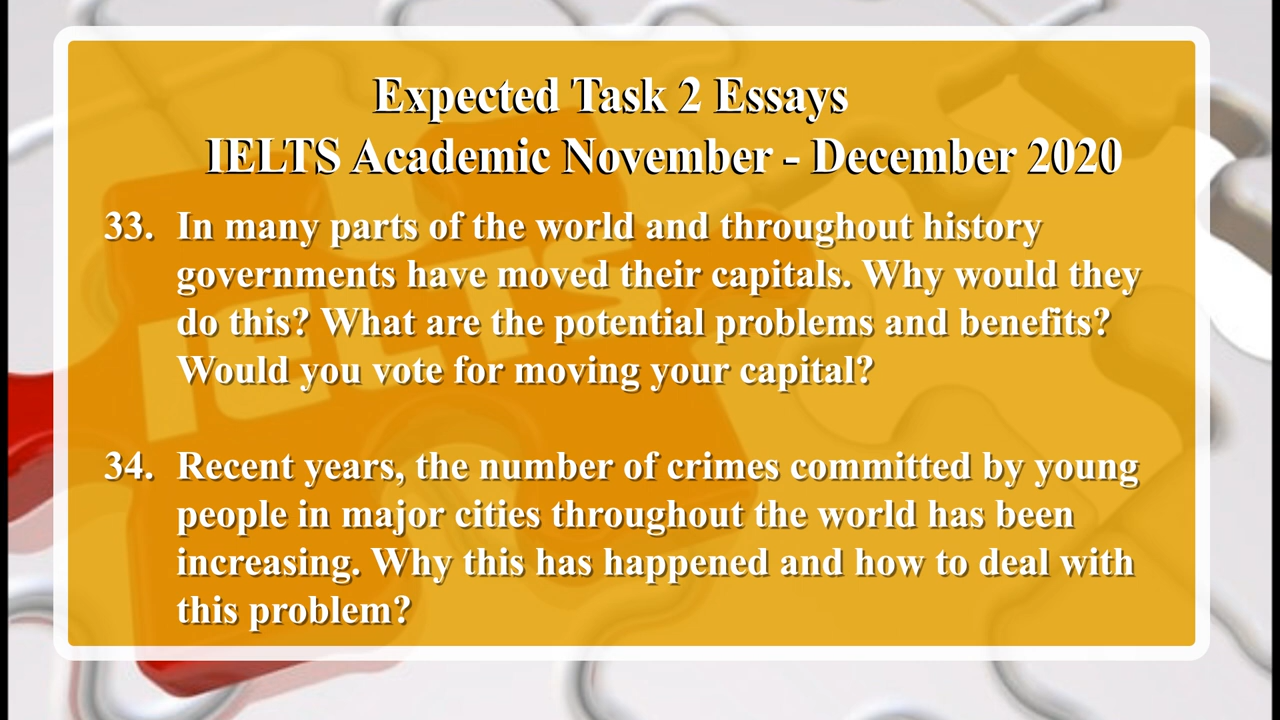 Expected Task 2 Essays
IELTS Academic November - December 2020
33. In many parts of the world and throughout history
governments have moved their capitals. Why would they
do this? What are the potential problems and benefits?
Would you vote for moving your capital?
34. Recent years, the number of crimes committed by young
people in major cities throughout the world has been
increasing. Why this has happened and how to deal with
this problem?
IELTS